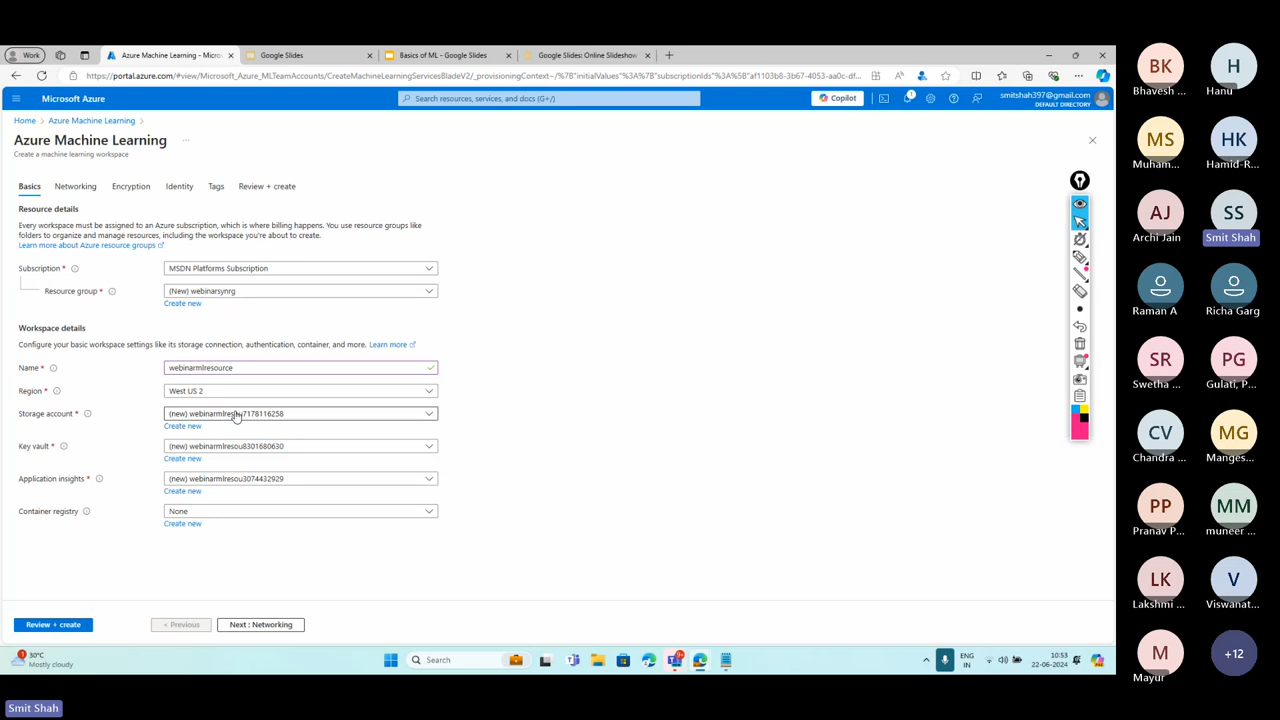 Work
Azure Machine Learning - Micro
Google Slides
Basics of ML - Google Slides
Google Slides: Online Slideshow
https://portal.azure.com/#view/Microsoft_MLTeamAccounts/CreateMachineLearningServicesBladeV2/_provisioningContext~/%7B"initialValues"%3A%7B"subscriptionIds"%3A%5B"af1103b8-3b67-4053-aa0c-df...
Microsoft Azure
Search resources, services, and docs (G+/)
Copilot
1
smitshah397@gmail.com
DEFAULT DIRECTORY
Home > Azure Machine Learning >
Azure Machine Learning ...
Create a machine learning workspace
Basics Networking Encryption Identity Tags Review + create
Resource details
Every workspace must be assigned to an Azure subscription, which is where billing happens. You use resource groups like
folders to organize and manage resources, including the workspace you're about to create.
Learn more about Azure resource groups
Subscription * MSDN Platforms Subscription
Resource group * (New) webinarsynrg
Create new
Workspace details
Configure your basic workspace settings like its storage connection, authentication, container, and more. Learn more
Name * webinarmlresource
Region * West US 2
Storage account * (new) webinarmlresou7178116258
Create new
Key vault * (new) webinarmlresou8301680630
Create new
Application insights * (new) webinarmlresou3074432929
Create new
Container registry None
Create new
Review + create
< Previous
Next : Networking
30°C
Mostly cloudy
Search
ENG
IN
10:53
22-06-2024
BK
Bhavesh ...
H
Hanu
MS
Muham...
HK
Hamid-R...
AJ
Archi Jain
SS
Smit Shah
Raman A
Richa Garg
SR
Swetha ...
PG
Gulati, P...
CV
Chandra ...
MG
Manges...
PP
Pranav P...
MM
muneer ...
LK
Lakshmi ...
V
Viswanat...
M
Mayur
+12
Smit Shah